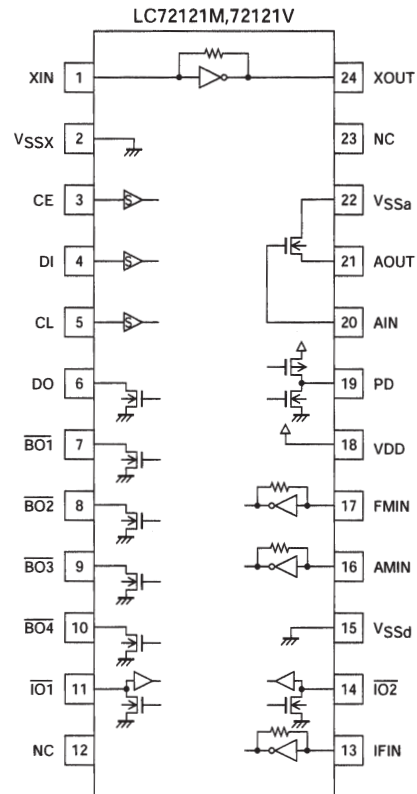 LC72121M,72121V
XIN 1 24 XOUT
VSSX 2 23 NC
CE 3 S 22 VSSa
DI 4 S 21 AOUT
CL 5 S 20 AIN
DO 6 19 PD
BO1 7 18 VDD
BO2 8 17 FMIN
BO3 9 16 AMIN
BO4 10 15 VSSd
IO1 11 14 IO2
NC 12 13 IFIN